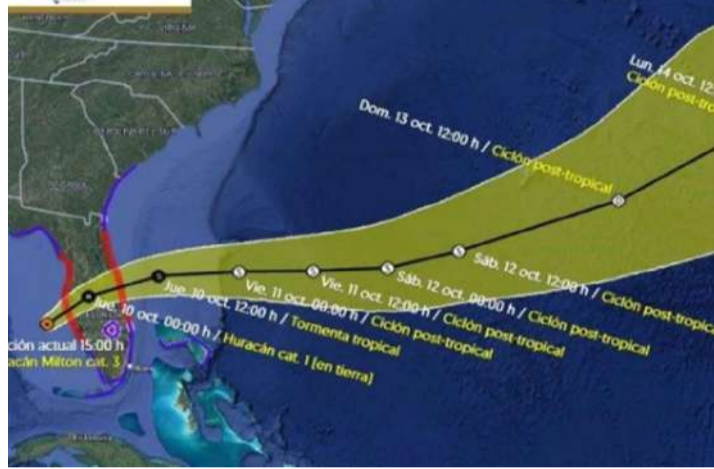 Lun. 14 oct. 12
Ciclón post-tro
Dom. 13 oct. 12:00 h / Ciclón post-tropical
Sáb. 12 oct. 12:00 h / Ciclón post-tropica
Sáb. 12 oct. 00:00 h / Ciclón post-tropical
Vie. 11 oct. 12:00 h / Ciclón post-tropical
Vie. 11 oct. 00:00 h / Ciclón post-tropical
Jue. 10 oct. 12:00 h / Tormenta tropical
Jue. 10 oct. 00:00 h / Huracán cat. 1 [en tierra]
ción actual 15:00 h
acán Milton cat. 3